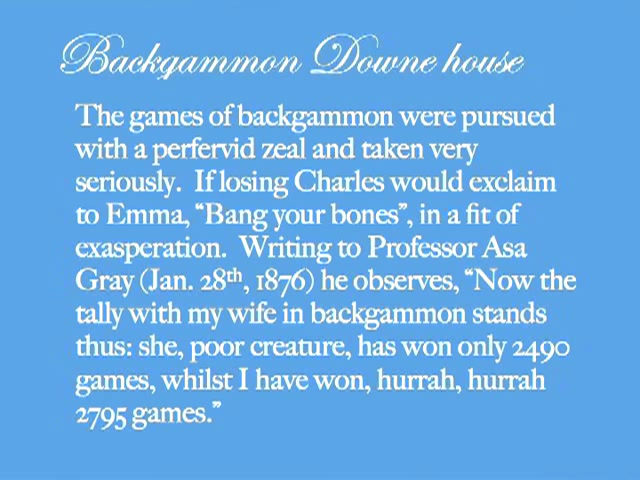 Backgammon Downe house
The games of backgammon were pursued
with a perfervid zeal and taken very
seriously.  If losing Charles would exclaim
to Emma, “Bang your bones”, in a fit of
exasperation.  Writing to Professor Asa
Gray (Jan. 28th, 1876) he observes, “Now the
tally with my wife in backgammon stands
thus: she, poor creature, has won only 2490
games, whilst I have won, hurrah, hurrah
2795 games.”